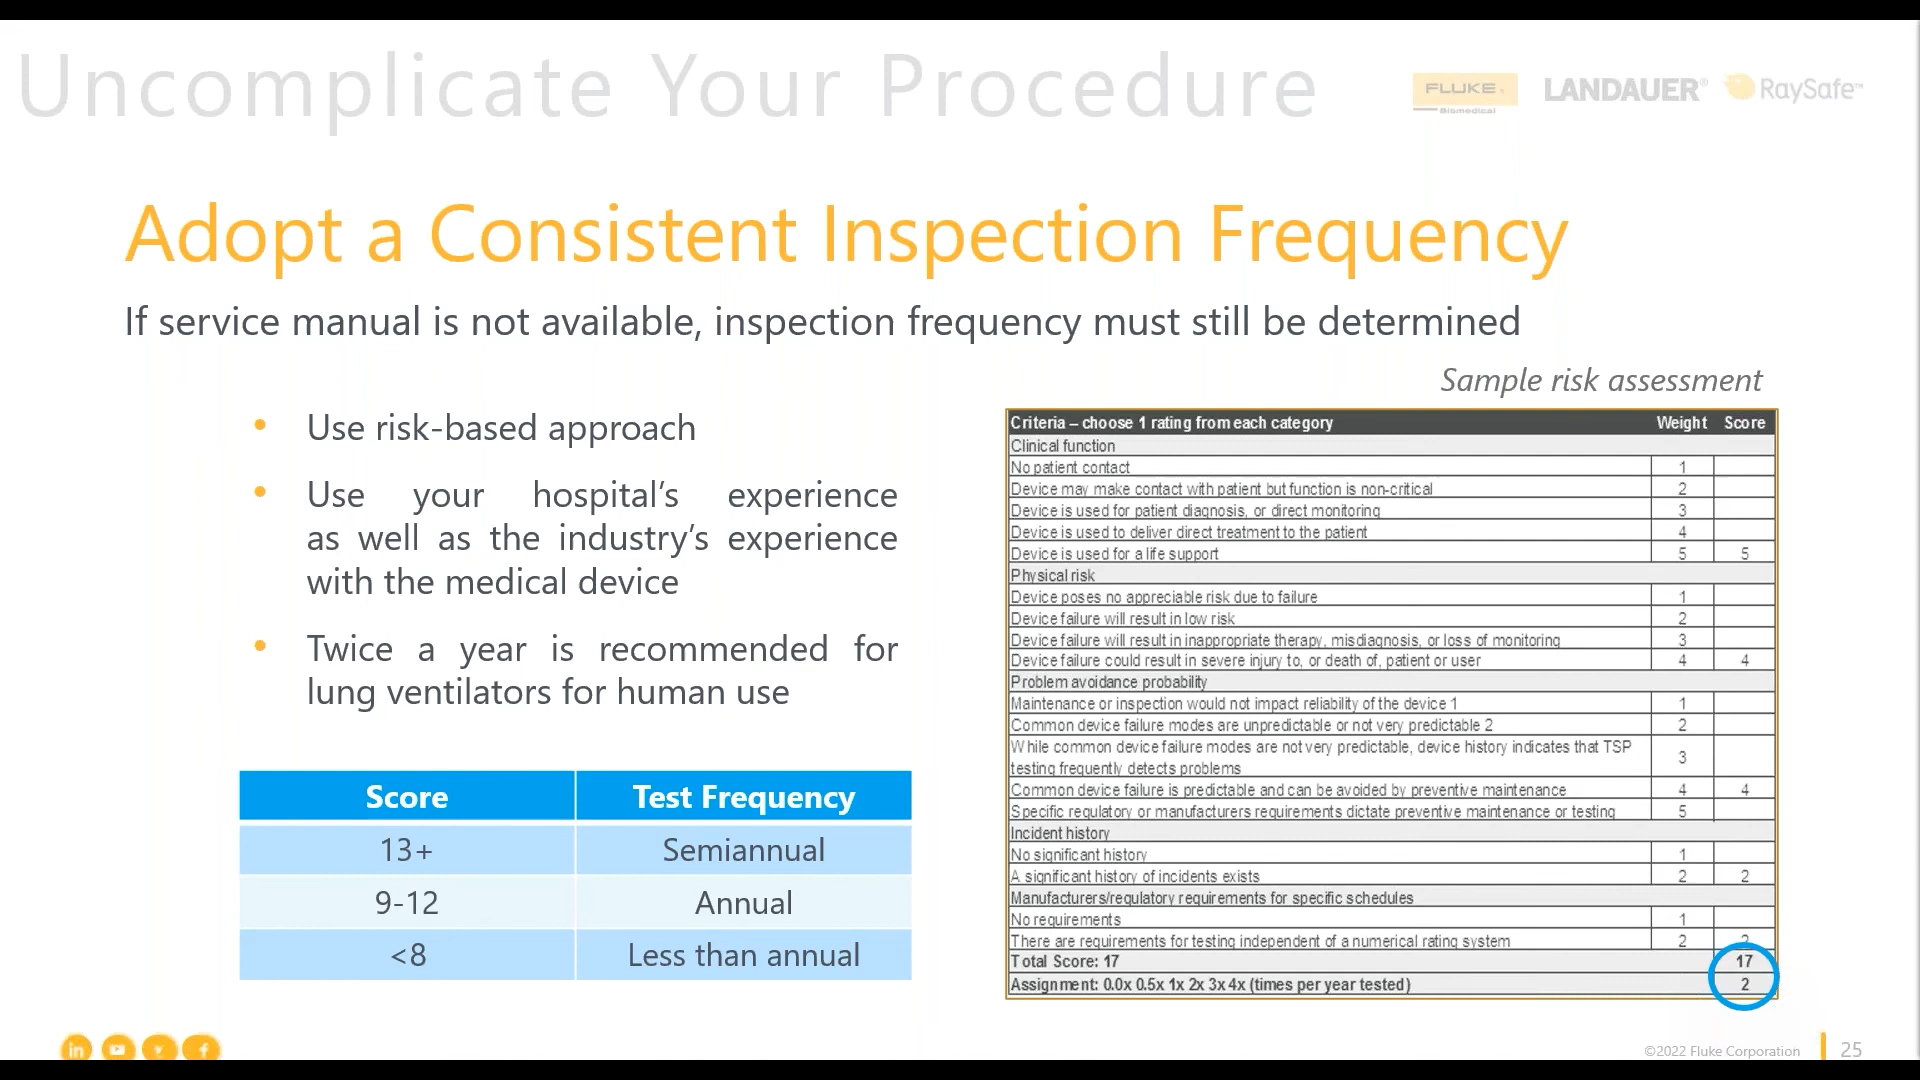 Uncomplicate Your Procedure
FLUKE®
Biomedical
LANDAUER®
RaySafe™
Adopt a Consistent Inspection Frequency
If service manual is not available, inspection frequency must still be determined
Sample risk assessment
• Use risk-based approach
• Use your hospital’s experience
as well as the industry’s experience
with the medical device
• Twice a year is recommended for
lung ventilators for human use
Score Test Frequency
13+ Semiannual
9-12 Annual
<8 Less than annual
Criteria – choose 1 rating from each category Weight Score
Clinical function
No patient contact 1
Device may make contact with patient but function is non-critical 2
Device is used for patient diagnosis, or direct monitoring 3
Device is used to deliver direct treatment to the patient 4
Device is used for a life support 5 5
Physical risk
Device poses no appreciable risk due to failure 1
Device failure will result in low risk 2
Device failure will result in inappropriate therapy, misdiagnosis, or loss of monitoring 3
Device failure could result in severe injury to, or death of, patient or user 4 4
Problem avoidance probability
Maintenance or inspection would not impact reliability of the device 1 1
Common device failure modes are unpredictable or not very predictable 2 2
While common device failure modes are not very predictable, device history indicates that TSP
testing frequently detects problems 3
Common device failure is predictable and can be avoided by preventive maintenance 4 4
Specific regulatory or manufacturers requirements dictate preventive maintenance or testing 5
Incident history
No significant history 1
A significant history of incidents exists 2 2
Manufacturers/regulatory requirements for specific schedules
No requirements 1
There are requirements for testing independent of a numerical rating system 2 2
Total Score: 17 17
Assignment: 0.0x 0.5x 1x 2x 3x 4x (times per year tested) 2
in
f
©2022 Fluke Corporation
25